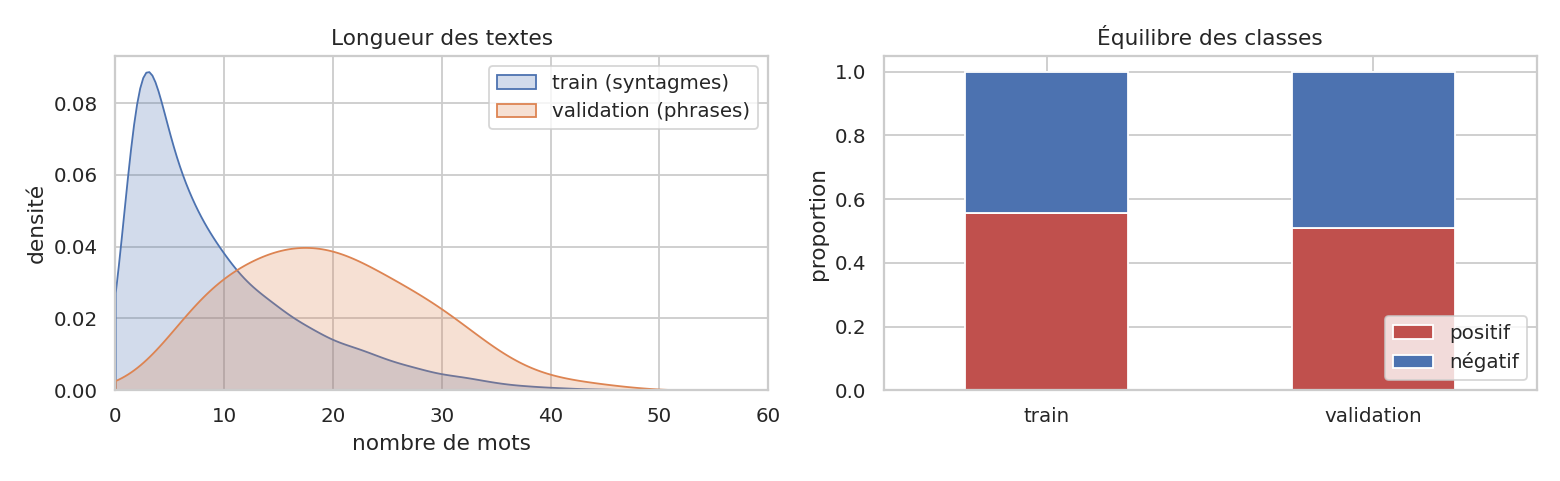 Longueur des textes
densité
0.08
0.06
0.04
0.02
0.00
train (syntagmes)
validation (phrases)
0 10 20 30 40 50 60
nombre de mots
Équilibre des classes
proportion
1.0
0.8
0.6
0.4
0.2
0.0
positif
négatif
train validation